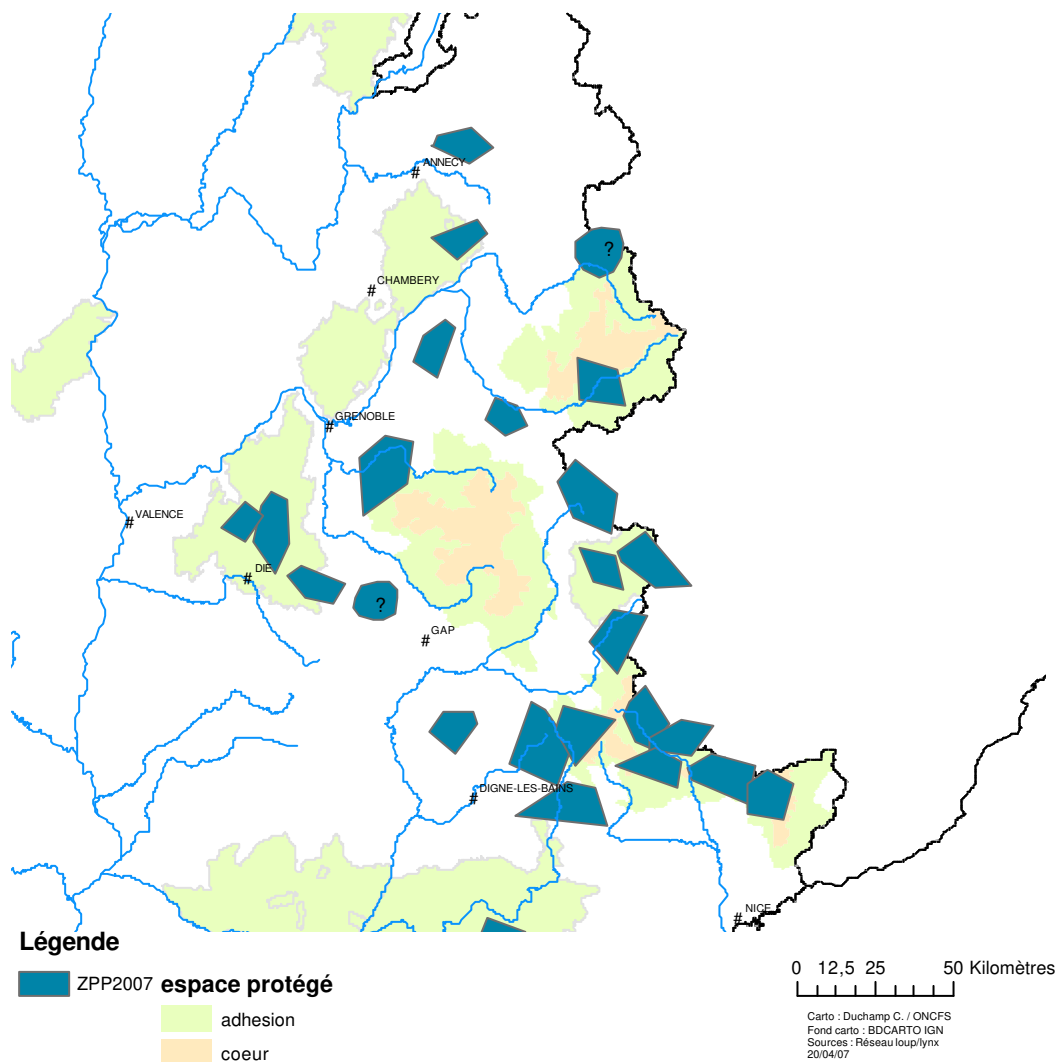 # ANNECY
?
# CHAMBERY
# GRENOBLE
# VALENCE
# DIE
?
# GAP
# DIGNE-LES-BAINS
# NICE
Légende
ZPP2007 espace protégé
adhesion
coeur
0 12,5 25 50 Kilomètres
Carto : Duchamp C. / ONCFS
Fond carto : BDCARTO IGN
Sources : Réseau loup/lynx
20/04/07